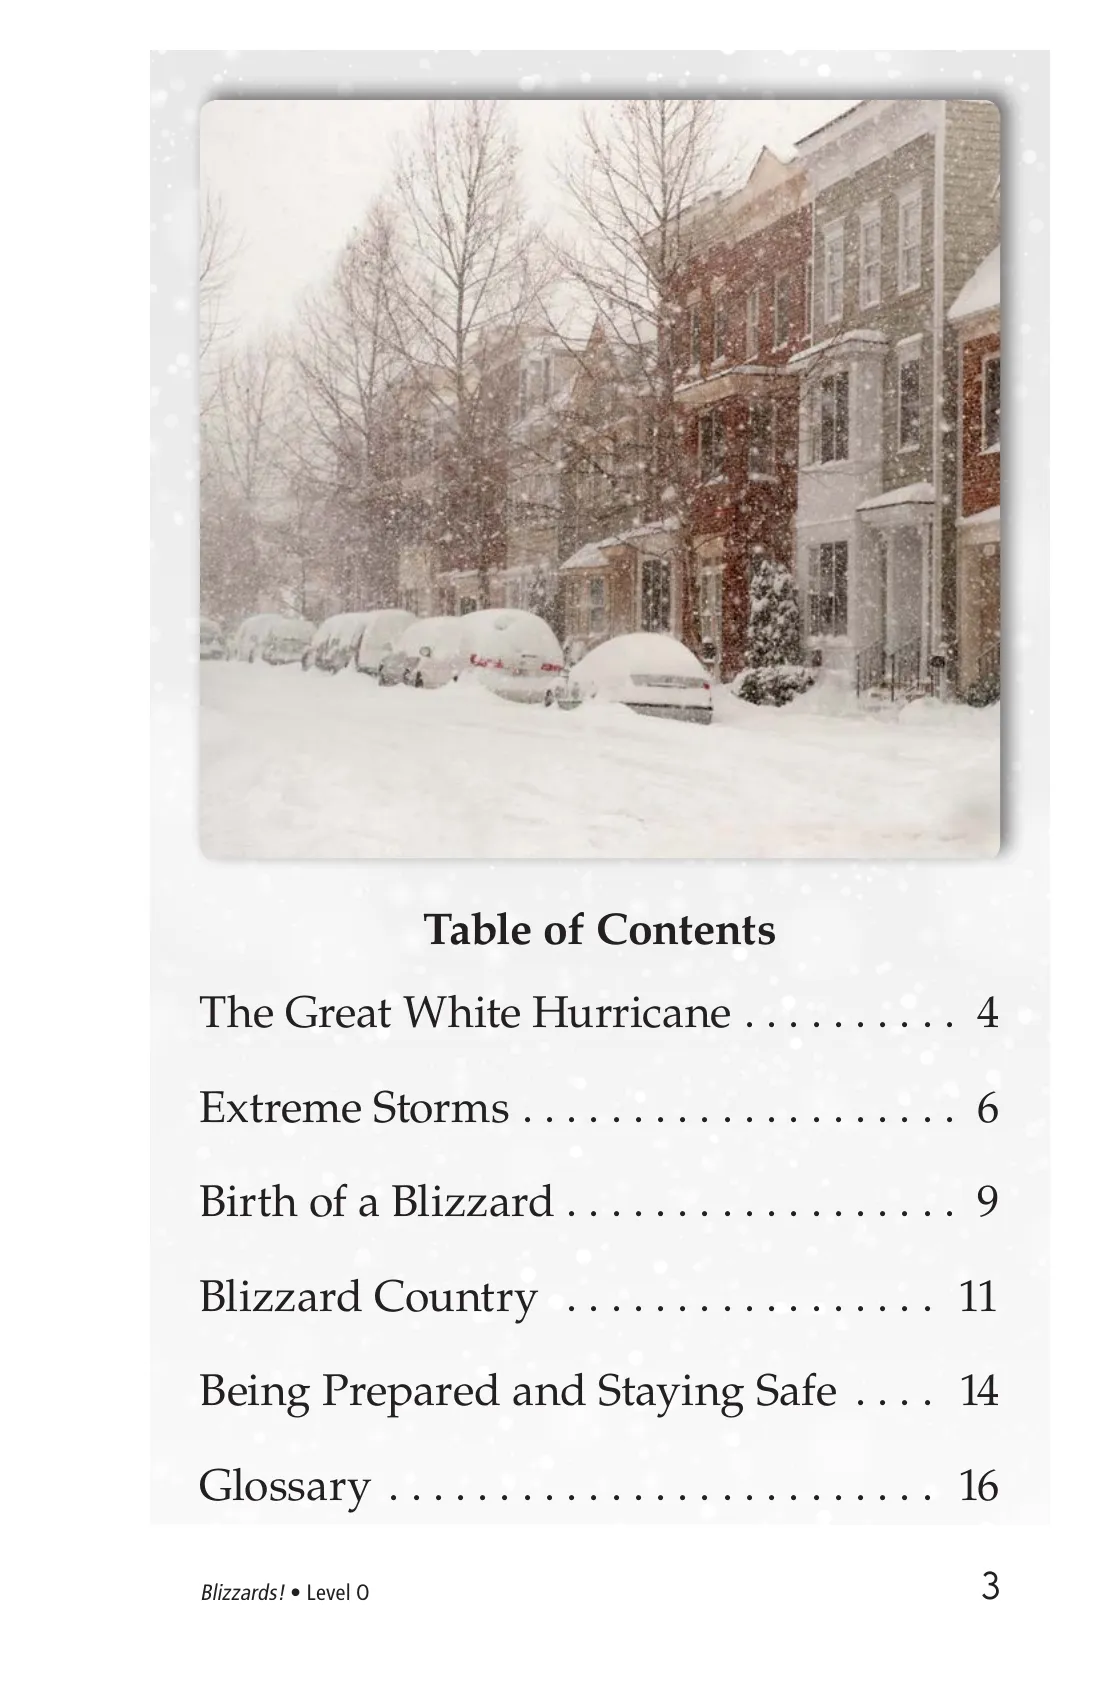 Table of Contents
The Great White Hurricane . . . . . . . . . . 4
Extreme Storms . . . . . . . . . . . . . . . . . . . . 6
Birth of a Blizzard . . . . . . . . . . . . . . . . . . 9
Blizzard Country . . . . . . . . . . . . . . . . . 11
Being Prepared and Staying Safe . . . . 14
Glossary . . . . . . . . . . . . . . . . . . . . . . . . . 16
Blizzards! • Level O 3